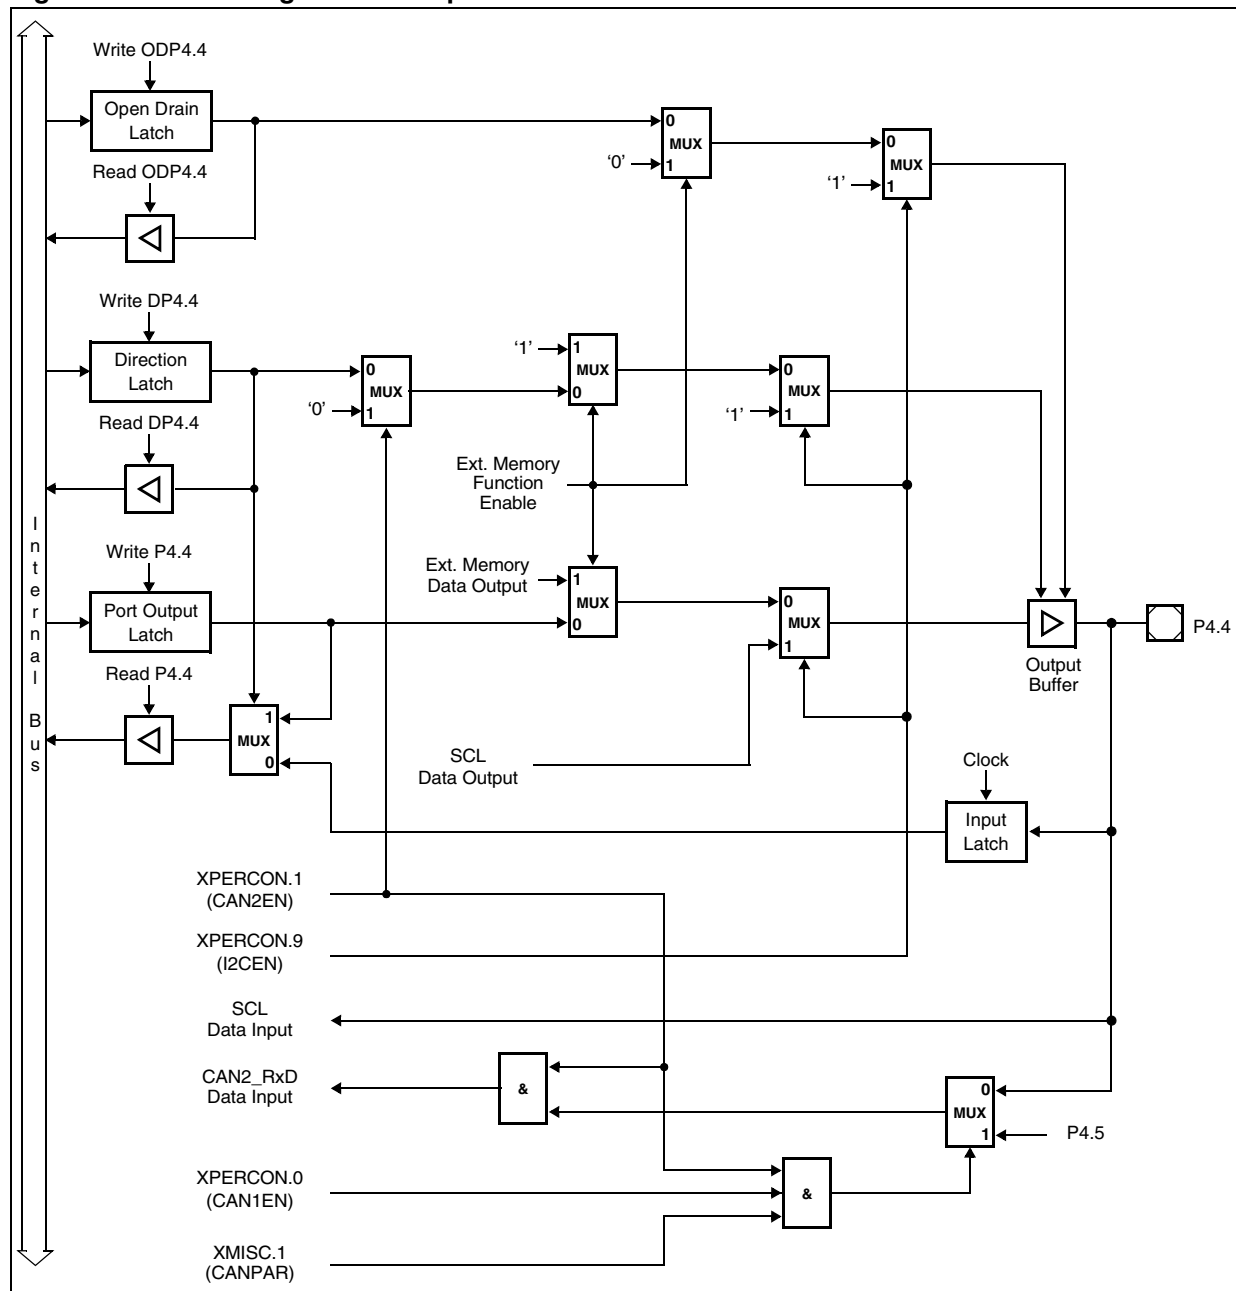 Write ODP4.4
Open Drain
Latch
Read ODP4.4
0
MUX
1
‘0’
0
MUX
1
‘1’
Write DP4.4
Direction
Latch
Read DP4.4
0
MUX
1
‘0’
‘1’
1
MUX
0
0
MUX
1
‘1’
Ext. Memory
Function
Enable
Internal Bus
Write P4.4
Port Output
Latch
Read P4.4
Ext. Memory
Data Output
1
MUX
0
0
MUX
1
Output
Buffer
P4.4
1
MUX
0
SCL
Data Output
Clock
Input
Latch
XPERCON.1
(CAN2EN)
XPERCON.9
(I2CEN)
SCL
Data Input
CAN2_RxD
Data Input
&
0
MUX
1
P4.5
XPERCON.0
(CAN1EN)
&
XMISC.1
(CANPAR)